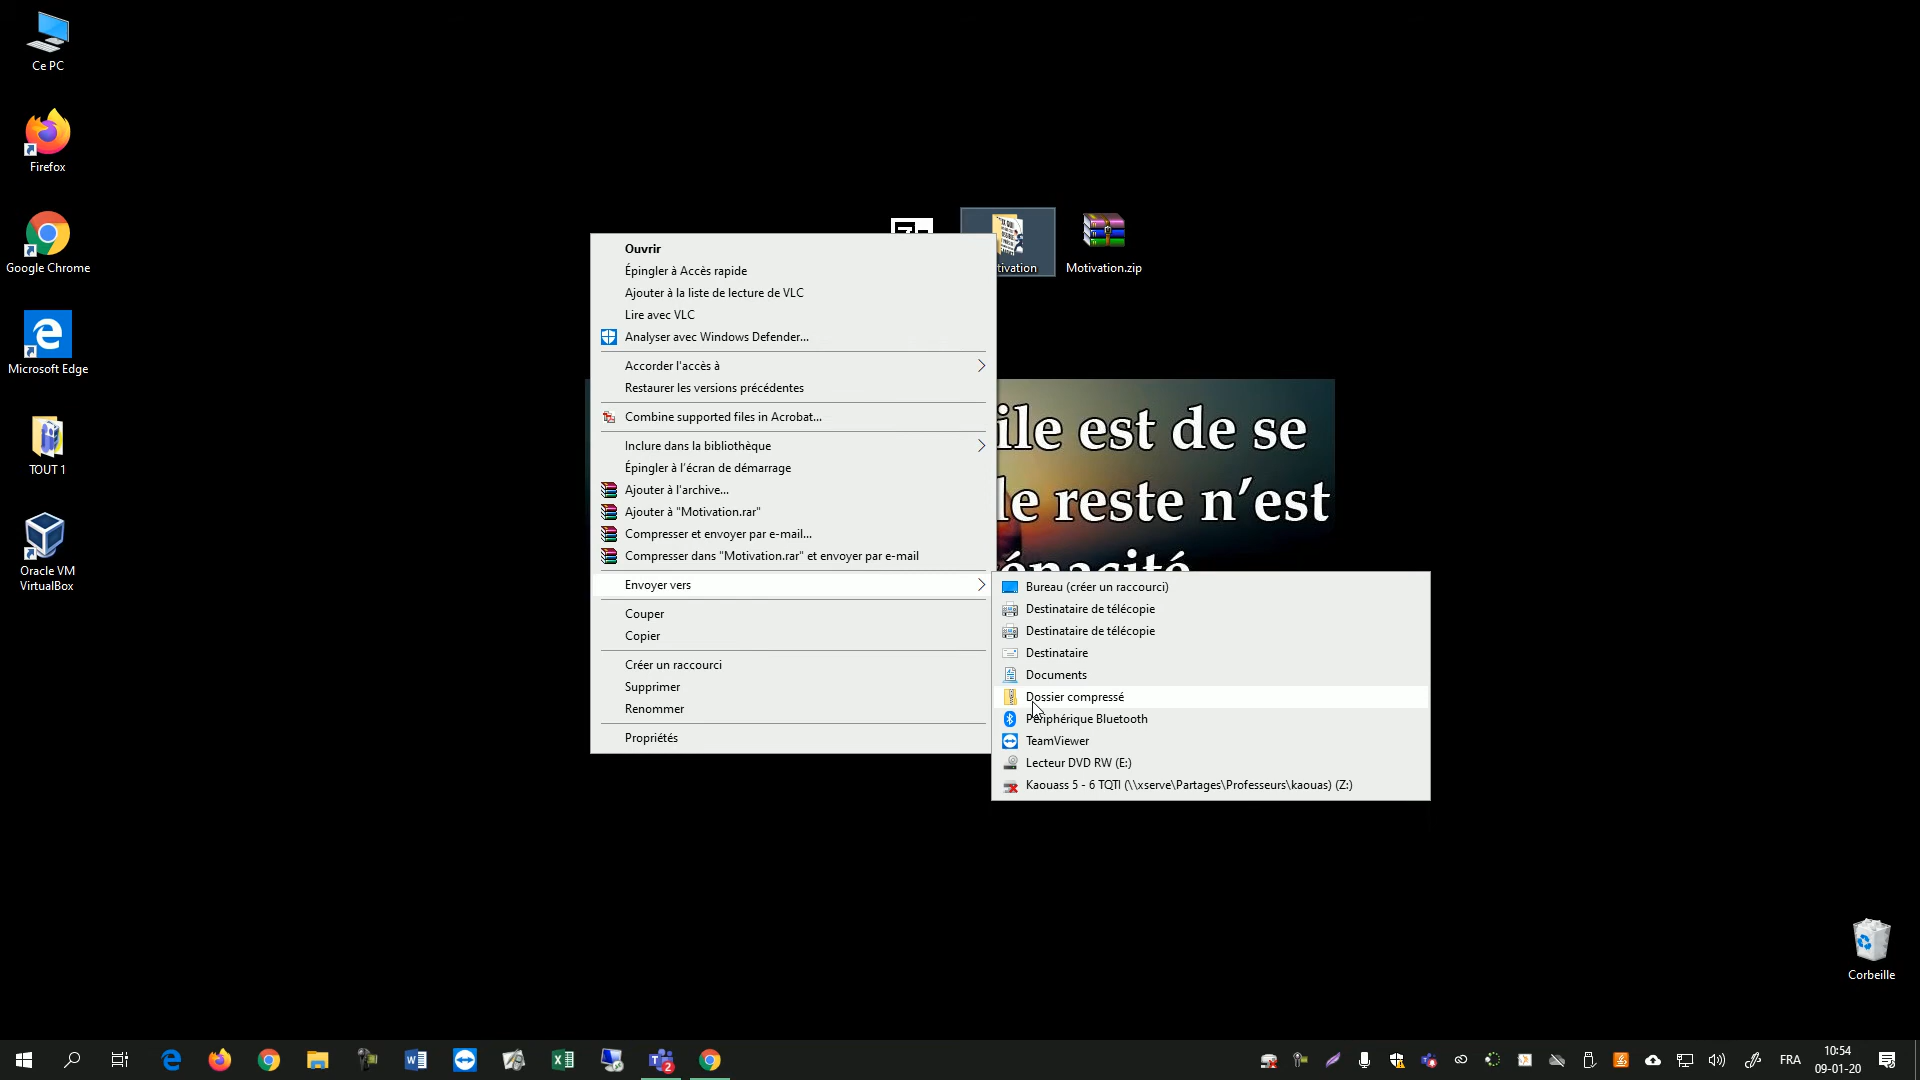 Ce PC
Firefox
Google Chrome
Microsoft Edge
TOUT 1
Oracle VM
VirtualBox
Motivation.zip
Ouvrir
Épingler à Accès rapide
Ajouter à la liste de lecture de VLC
Lire avec VLC
Analyser avec Windows Defender...
Accorder l'accès à
Restaurer les versions précédentes
Combine supported files in Acrobat...
Inclure dans la bibliothèque
Épingler à l'écran de démarrage
Ajouter à l'archive...
Ajouter à "Motivation.rar"
Compresser et envoyer par e-mail...
Compresser dans "Motivation.rar" et envoyer par e-mail
Envoyer vers
Couper
Copier
Créer un raccourci
Supprimer
Renommer
Propriétés
ile est de se
le reste n’est
Bureau (créer un raccourci)
Destinataire de télécopie
Destinataire de télécopie
Destinataire
Documents
Dossier compressé
Périphérique Bluetooth
TeamViewer
Lecteur DVD RW (E:)
Kaouass 5 - 6 TQTI (\\xserve\Partages\Professeurs\kaouas) (Z:)
Corbeille
2
FRA
10:54
09-01-20